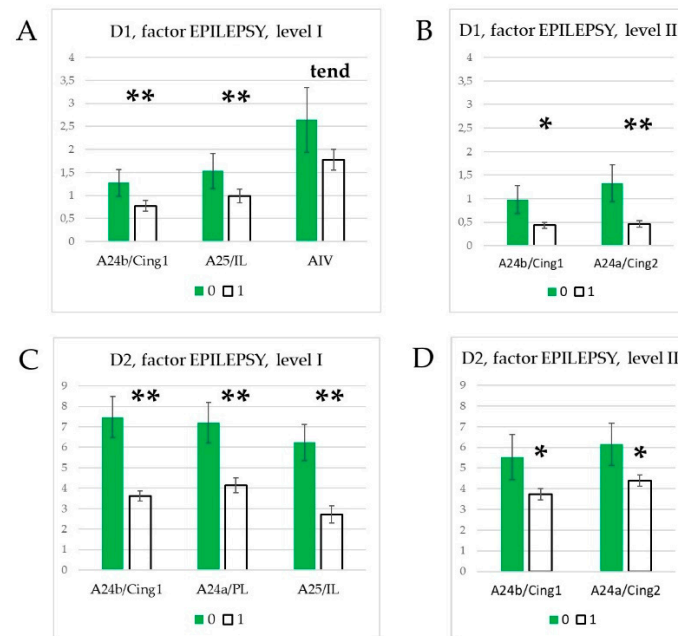 A
D1, factor EPILEPSY, level I
4
3,5
3
2,5
2
1,5
1
0,5
0
**
**
tend
A24b/Cing1
A25/IL
AIV
0
1
B
D1, factor EPILEPSY, level II
4
3,5
3
2,5
2
1,5
1
0,5
0
*
**
A24b/Cing1
A24a/Cing2
0
1
C
D2, factor EPILEPSY, level I
9
8
7
6
5
4
3
2
1
0
**
**
**
A24b/Cing1
A24a/PL
A25/IL
0
1
D
D2, factor EPILEPSY, level II
9
8
7
6
5
4
3
2
1
0
*
*
A24b/Cing1
A24a/Cing2
0
1